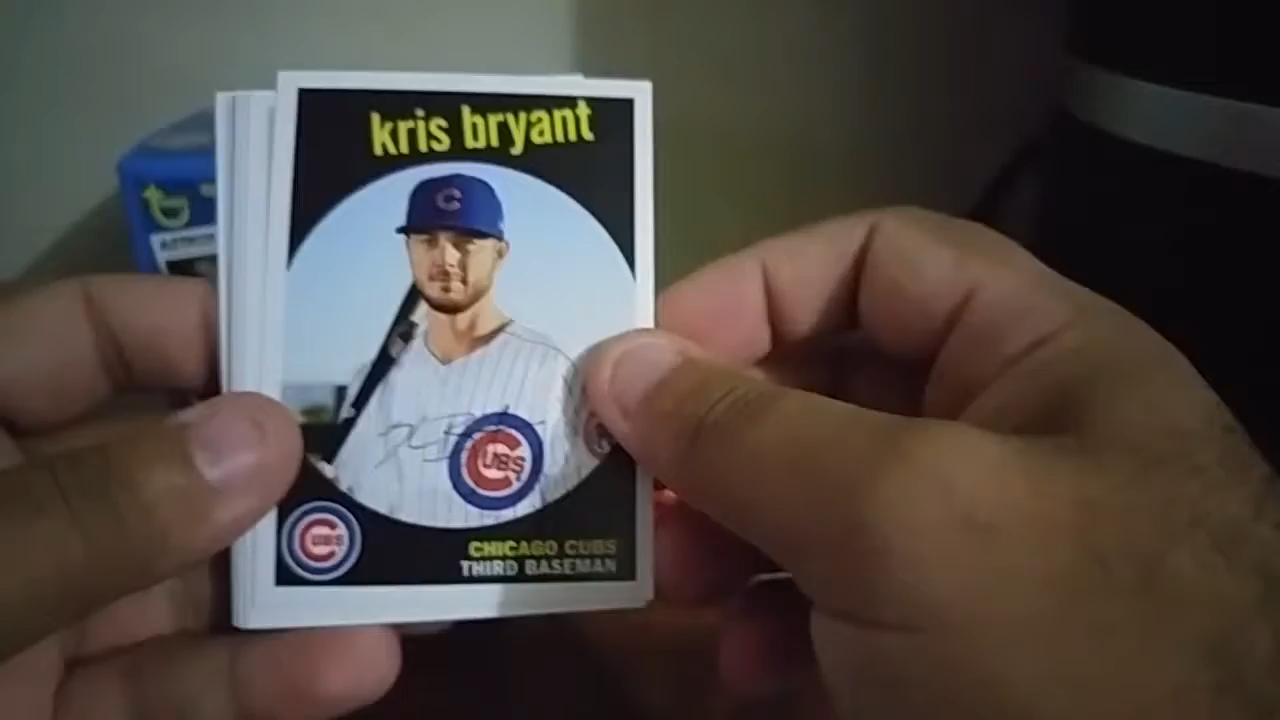 kris bryant
C
CUBS
CUBS
CHICAGO CUBS
THIRD BASEMAN